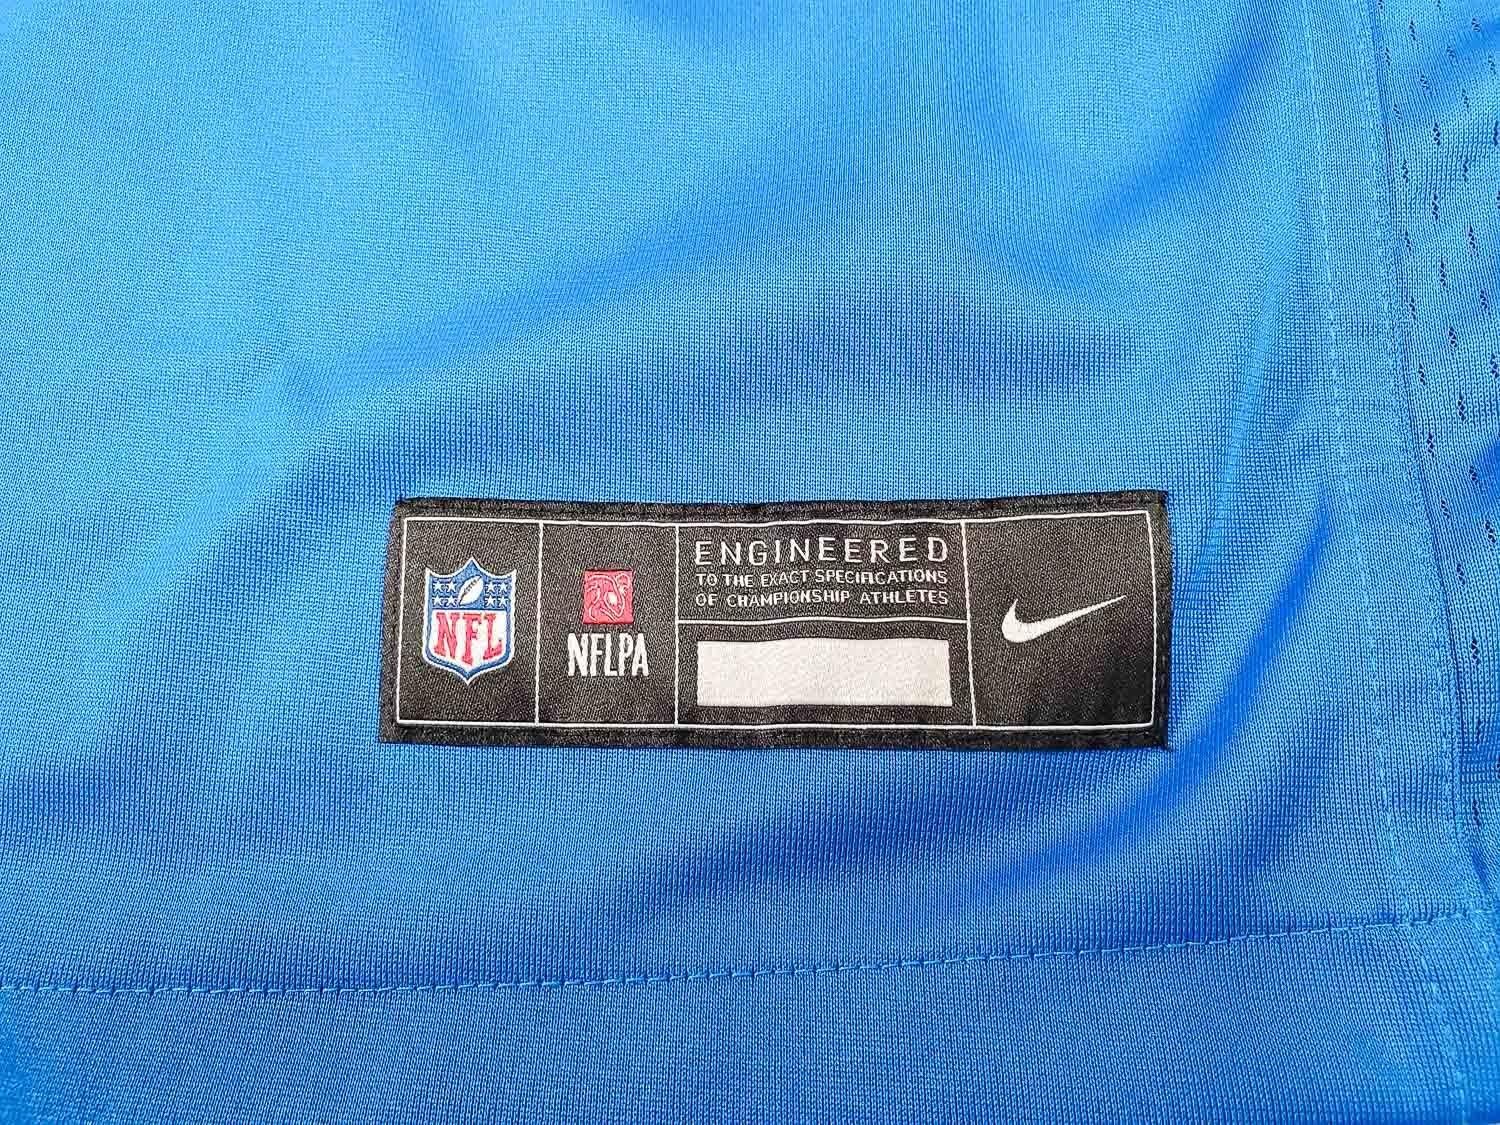 NFL
NFLPA
ENGINEERED
TO THE EXACT SPECIFICATIONS
OF CHAMPIONSHIP ATHLETES